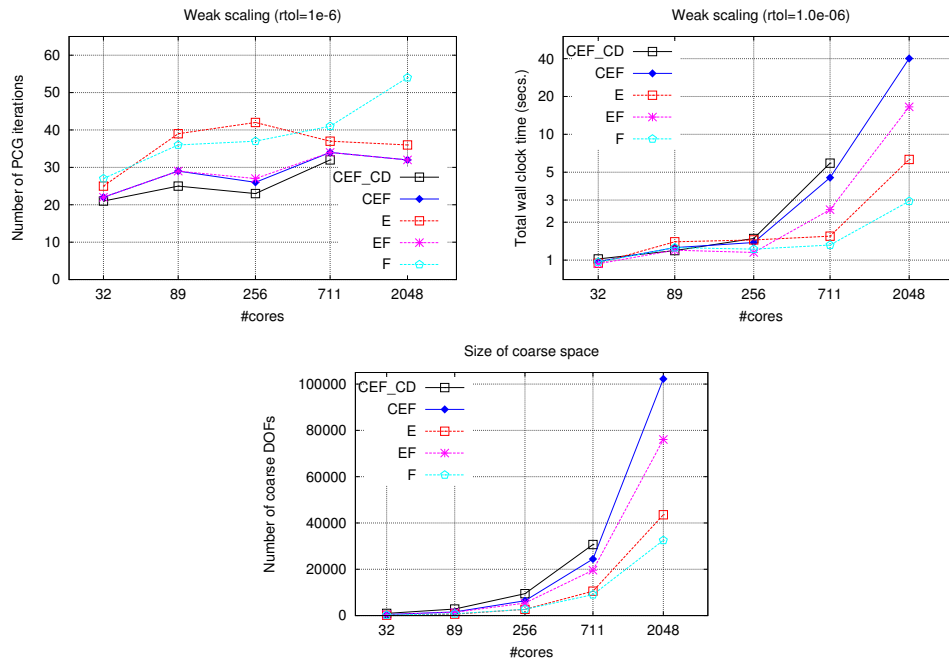 Weak scaling (rtol=1e-6)
Number of PCG iterations
60
50
40
30
20
10
0
CEF_CD
CEF
E
EF
F
32 89 256 711 2048
#cores
Weak scaling (rtol=1.0e-06)
Total wall clock time (secs.)
40
20
10
5
3
2
1
CEF_CD
CEF
E
EF
F
32 89 256 711 2048
#cores
Size of coarse space
Number of coarse DOFs
100000
80000
60000
40000
20000
0
CEF_CD
CEF
E
EF
F
32 89 256 711 2048
#cores